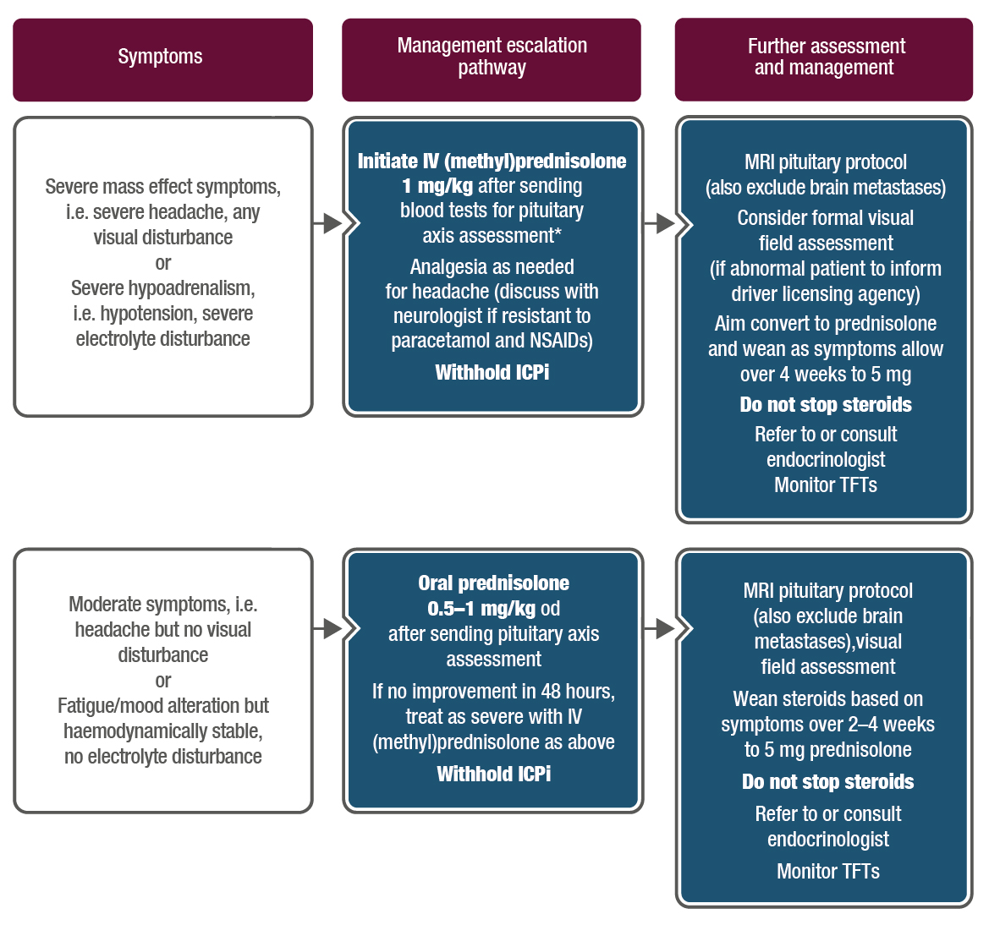 Symptoms
Management escalation
pathway
Further assessment
and management
Severe mass effect symptoms,
i.e. severe headache, any
visual disturbance
or
Severe hypoadrenalism,
i.e. hypotension, severe
electrolyte disturbance
Initiate IV (methyl)prednisolone
1 mg/kg after sending
blood tests for pituitary
axis assessment*
Analgesia as needed
for headache (discuss with
neurologist if resistant to
paracetamol and NSAIDs)
Withhold ICPi
MRI pituitary protocol
(also exclude brain metastases)
Consider formal visual
field assessment
(if abnormal patient to inform
driver licensing agency)
Aim convert to prednisolone
and wean as symptoms allow
over 4 weeks to 5 mg
Do not stop steroids
Refer to or consult
endocrinologist
Monitor TFTs
Moderate symptoms, i.e.
headache but no visual
disturbance
or
Fatigue/mood alteration but
haemodynamically stable,
no electrolyte disturbance
Oral prednisolone
0.5–1 mg/kg od
after sending pituitary axis
assessment
If no improvement in 48 hours,
treat as severe with IV
(methyl)prednisolone as above
Withhold ICPi
MRI pituitary protocol
(also exclude brain
metastases),visual
field assessment
Wean steroids based on
symptoms over 2–4 weeks
to 5 mg prednisolone
Do not stop steroids
Refer to or consult
endocrinologist
Monitor TFTs